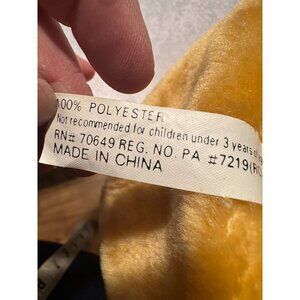 100% POLYESTER
Not recommended for children under 3 years of
RN# 70649 REG. NO. PA #7219
MADE IN CHINA